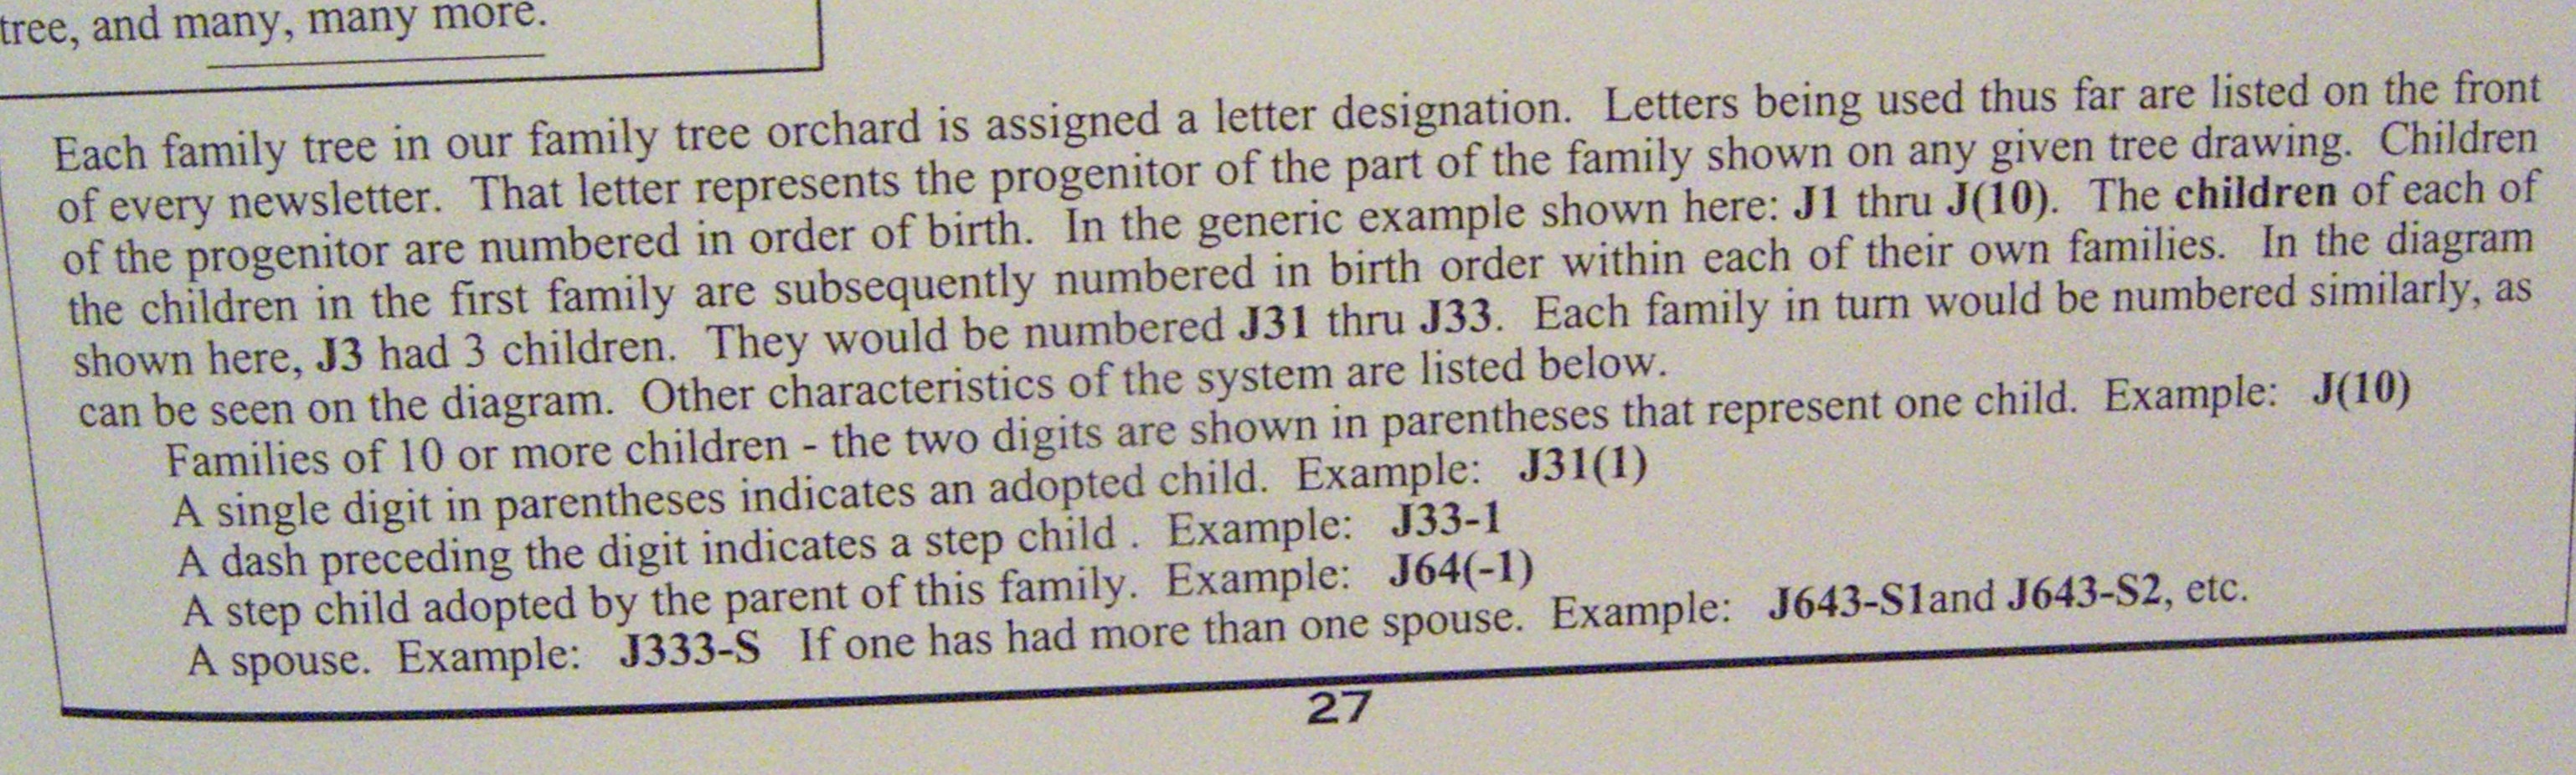 tree, and many, many more.
Each family tree in our family tree orchard is assigned a letter designation.  Letters being used thus far are listed on the front
of every newsletter.  That letter represents the progenitor of the part of the family shown on any given tree drawing.  Children
of the progenitor are numbered in order of birth.  In the generic example shown here: J1 thru J(10).  The children of each of
the children in the first family are subsequently numbered in birth order within each of their own families.  In the diagram
shown here, J3 had 3 children.  They would be numbered J31 thru J33.  Each family in turn would be numbered similarly, as
can be seen on the diagram.  Other characteristics of the system are listed below.
Families of 10 or more children - the two digits are shown in parentheses that represent one child.  Example:  J(10)
A single digit in parentheses indicates an adopted child.  Example:  J31(1)
A dash preceding the digit indicates a step child .  Example:  J33-1
A step child adopted by the parent of this family.  Example:  J64(-1)
A spouse.  Example:  J333-S  If one has had more than one spouse.  Example:  J643-S1and J643-S2, etc.
27